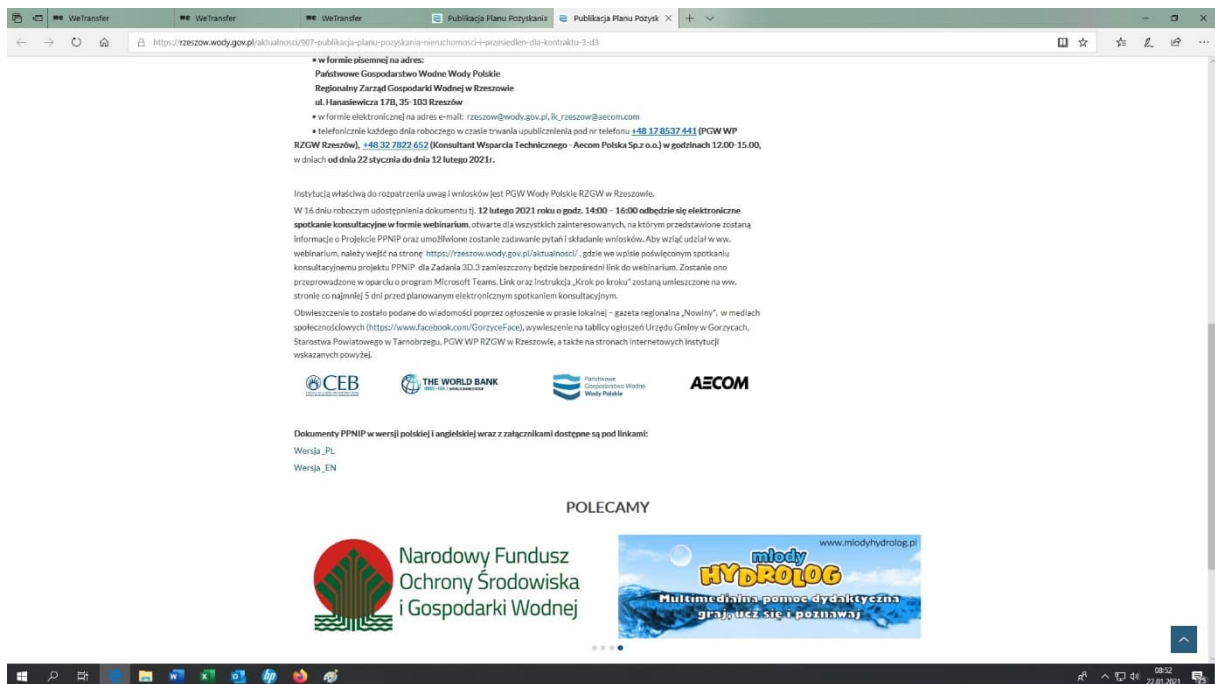 WeTransfer
WeTransfer
WeTransfer
Publikacja Planu Pozyskania
Publikacja Planu Pozysk
https://rzeszow.wody.gov.pl/aktualnosci/907-publikacja-planu-pozyskania-nieruchomosci-i-przesiedlen-dla-kontraktu-3-d3
• w formie pisemnej na adres:
Państwowe Gospodarstwo Wodne Wody Polskie
Regionalny Zarząd Gospodarki Wodnej w Rzeszowie
ul. Hanasiewicza 17B, 35-103 Rzeszów
• w formie elektronicznej na adres e-mail: rzeszow@wody.gov.pl, lk_rzeszow@aecom.com
• telefonicznie każdego dnia roboczego w czasie trwania upublicznienia pod nr telefonu +48 17 8537 441 (PGW WP
RZGW Rzeszów), +48 32 7822 652 (Konsultant Wsparcia Technicznego - Aecom Polska Sp.z o.o.) w godzinach 12.00-15.00,
w dniach od dnia 22 stycznia do dnia 12 lutego 2021r.
Instytucją właściwą do rozpatrzenia uwag i wniosków jest PGW Wody Polskie RZGW w Rzeszowie.
W 16 dniu roboczym udostępnienia dokumentu tj. 12 lutego 2021 roku o godz. 14:00 – 16:00 odbędzie się elektroniczne
spotkanie konsultacyjne w formie webinarium, otwarte dla wszystkich zainteresowanych, na którym przedstawione zostaną
informacje o Projekcie PPNiP oraz umożliwione zostanie zadawanie pytań i składanie wniosków. Aby wziąć udział w ww.
webinarium, należy wejść na stronę https://rzeszow.wody.gov.pl/aktualnosci/ , gdzie we wpisie poświęconym spotkaniu
konsultacyjnemu projektu PPNiP dla Zadania 3D.3 zamieszczony będzie bezpośredni link do webinarium. Zostanie ono
przeprowadzone w oparciu o program Microsoft Teams. Link oraz instrukcja „Krok po kroku" zostaną umieszczone na ww.
stronie co najmniej 5 dni przed planowanym elektronicznym spotkaniem konsultacyjnym.
Obwieszczenie to zostało podane do wiadomości poprzez ogłoszenie w prasie lokalnej – gazeta regionalna „Nowiny", w mediach
społecznościowych (https://www.facebook.com/GorzyceFace), wywieszenie na tablicy ogłoszeń Urzędu Gminy w Gorzycach,
Starostwa Powiatowego w Tarnobrzegu, PGW WP RZGW w Rzeszowie, a także na stronach internetowych instytucji
wskazanych powyżej.
CEB
THE WORLD BANK
IBRD • IDA | WORLD BANK GROUP
Państwowe
Gospodarstwo Wodne
Wody Polskie
AECOM
Dokumenty PPNiP w wersji polskiej i angielskiej wraz z załącznikami dostępne są pod linkami:
Wersja _PL
Wersja _EN
POLECAMY
Narodowy Fundusz
Ochrony Środowiska
i Gospodarki Wodnej
www.mlodyhydrolog.pl
młody
HYDROLOG
Multimedialna pomoc dydaktyczna
graj, ucz się i poznawaj
08:52
22.01.2021